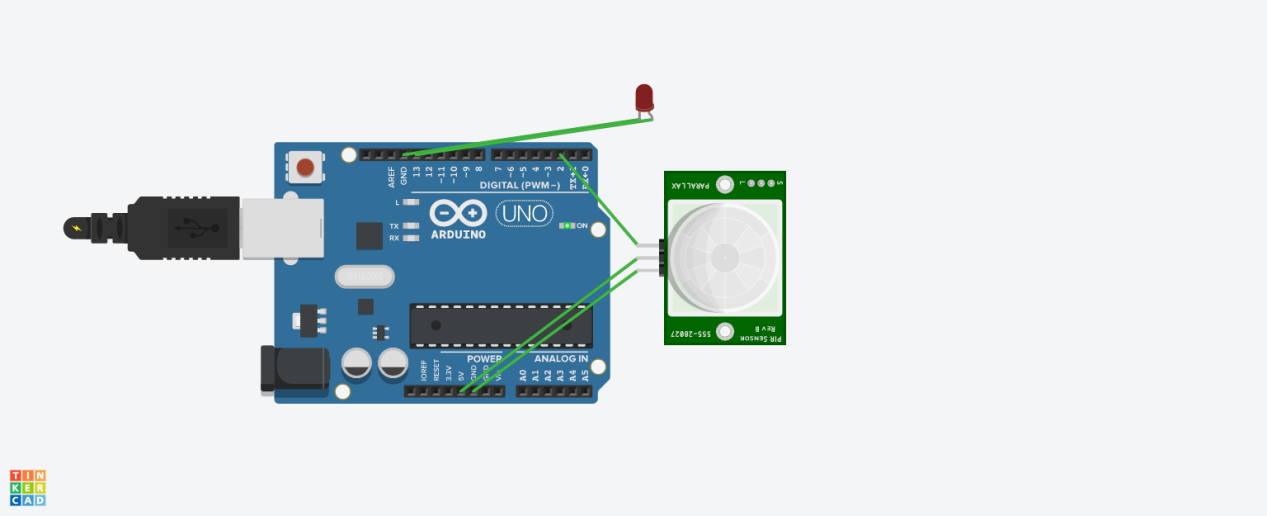 AREF
GND
13
12
~11
~10
~9
8
7
~6
~5
4
~3
2
TX→1
RX←0
DIGITAL (PWM~)
L
TX
RX
UNO
ARDUINO
ON
IOREF
RESET
3.3V
5V
GND
GND
POWER
ANALOG IN
A0
A1
A2
A3
A4
A5
PARALLAX
L
S
555-28027
REV B
PIR SENSOR
TIN
KER
CAD